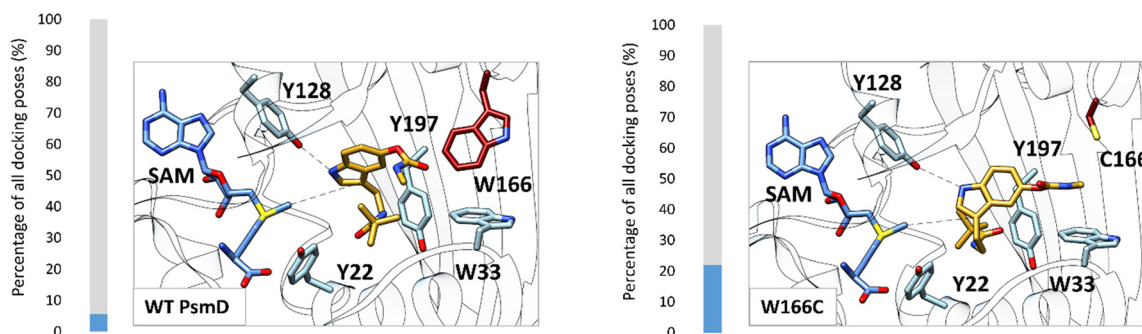 Percentage of all docking poses (%)
100
90
80
70
60
50
40
30
20
10
0
SAM
Y128
Y197
W166
Y22
W33
WT PsmD
Percentage of all docking poses (%)
100
90
80
70
60
50
40
30
20
10
0
SAM
Y128
Y197
C166
Y22
W33
W166C